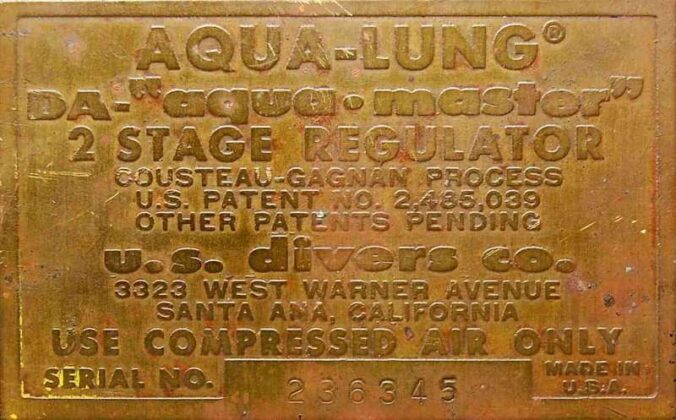 AQUA-LUNG®
DA-"aqua·master"
2 STAGE REGULATOR
COUSTEAU-GAGNAN PROCESS
U.S. PATENT NO. 2,485,039
OTHER PATENTS PENDING
u.s. divers co.
3323 WEST WARNER AVENUE
SANTA ANA, CALIFORNIA
USE COMPRESSED AIR ONLY
SERIAL NO. 236345 MADE IN
U.S.A.